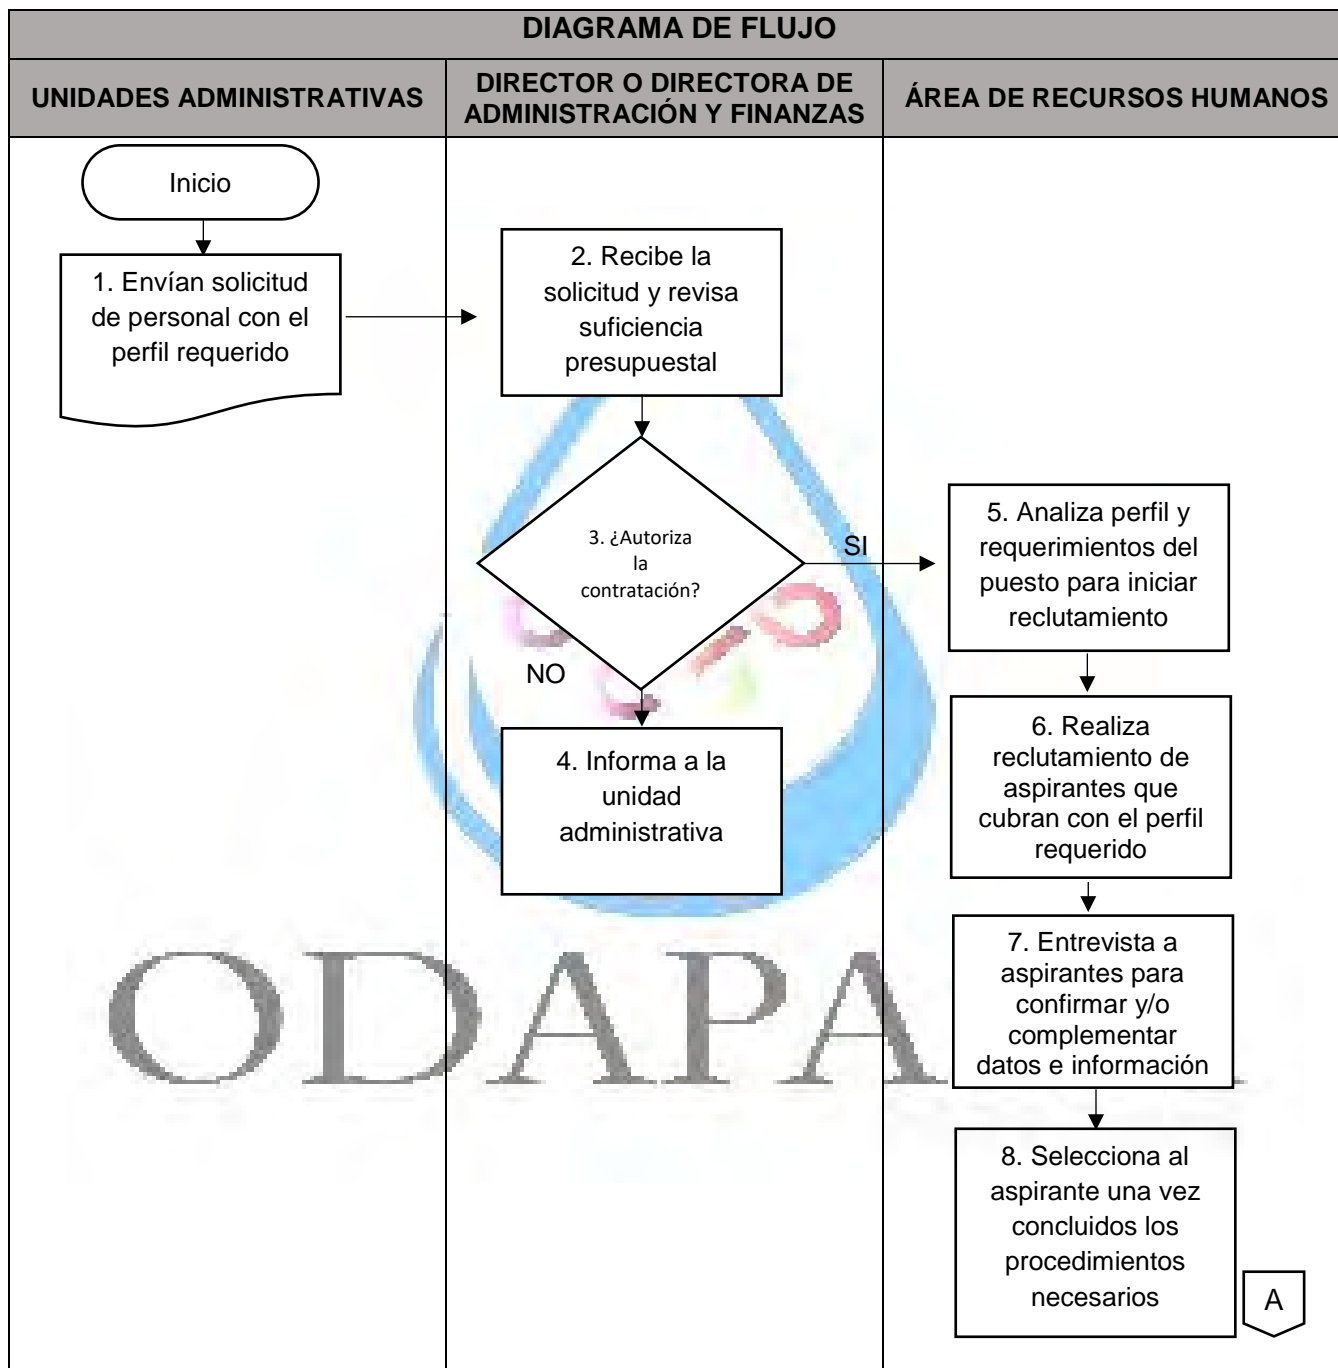 DIAGRAMA DE FLUJO
UNIDADES ADMINISTRATIVAS
DIRECTOR O DIRECTORA DE
ADMINISTRACIÓN Y FINANZAS
ÁREA DE RECURSOS HUMANOS
Inicio
1. Envían solicitud
de personal con el
perfil requerido
2. Recibe la
solicitud y revisa
suficiencia
presupuestal
3. ¿Autoriza
la
contratación?
SI
NO
4. Informa a la
unidad
administrativa
5. Analiza perfil y
requerimientos del
puesto para iniciar
reclutamiento
6. Realiza
reclutamiento de
aspirantes que
cubran con el perfil
requerido
7. Entrevista a
aspirantes para
confirmar y/o
complementar
datos e información
8. Selecciona al
aspirante una vez
concluidos los
procedimientos
necesarios
A
ODAPA